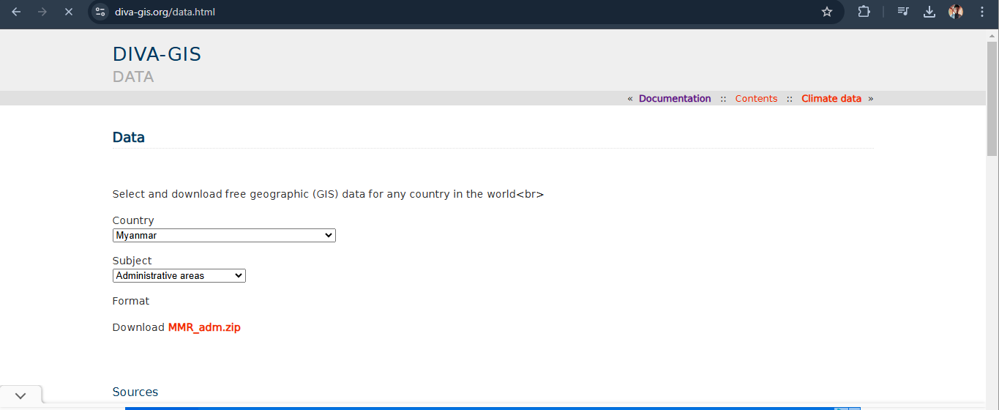 diva-gis.org/data.html
DIVA-GIS
DATA
« Documentation :: Contents :: Climate data »
Data
Select and download free geographic (GIS) data for any country in the world<br>
Country
Myanmar
Subject
Administrative areas
Format
Download MMR_adm.zip
Sources